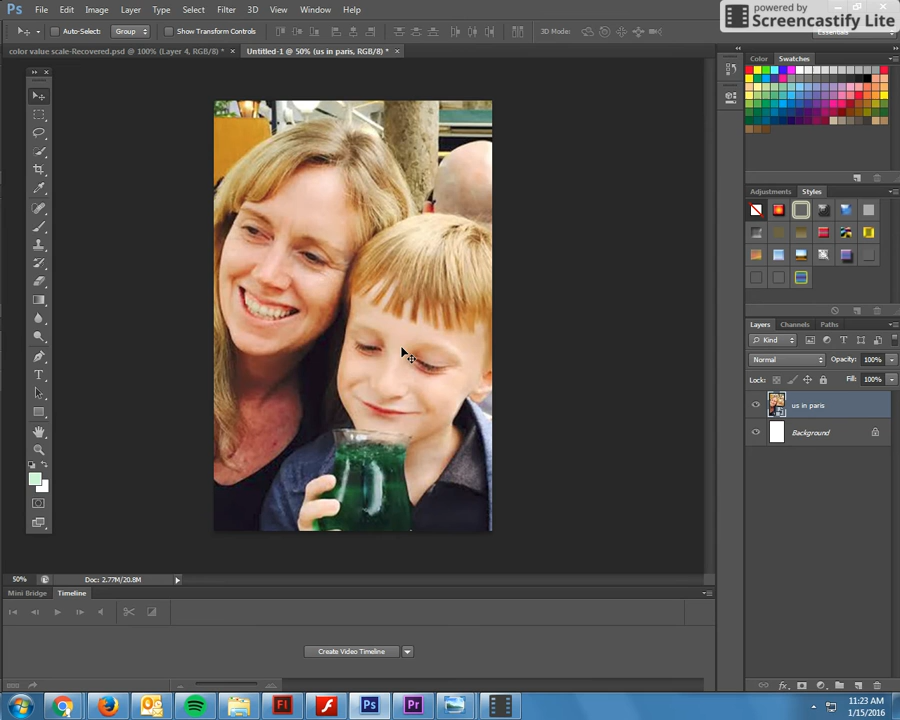 Ps File Edit Image Layer Type Select Filter 3D View Window Help
powered by
Screencastify Lite
Auto-Select: Group Show Transform Controls 3D Mode: Essentials
color value scale-Recovered.psd @ 100% (Layer 4, RGB/8) * × Untitled-1 @ 50% (us in paris, RGB/8) * ×
Color Swatches
Adjustments Styles
Layers Channels Paths
Kind
Normal Opacity: 100%
Lock: Fill: 100%
us in paris
Background
T
50% Doc: 2.77M/20.8M
Mini Bridge Timeline
Create Video Timeline
fx
Fl Ps Pr
11:23 AM
1/15/2016